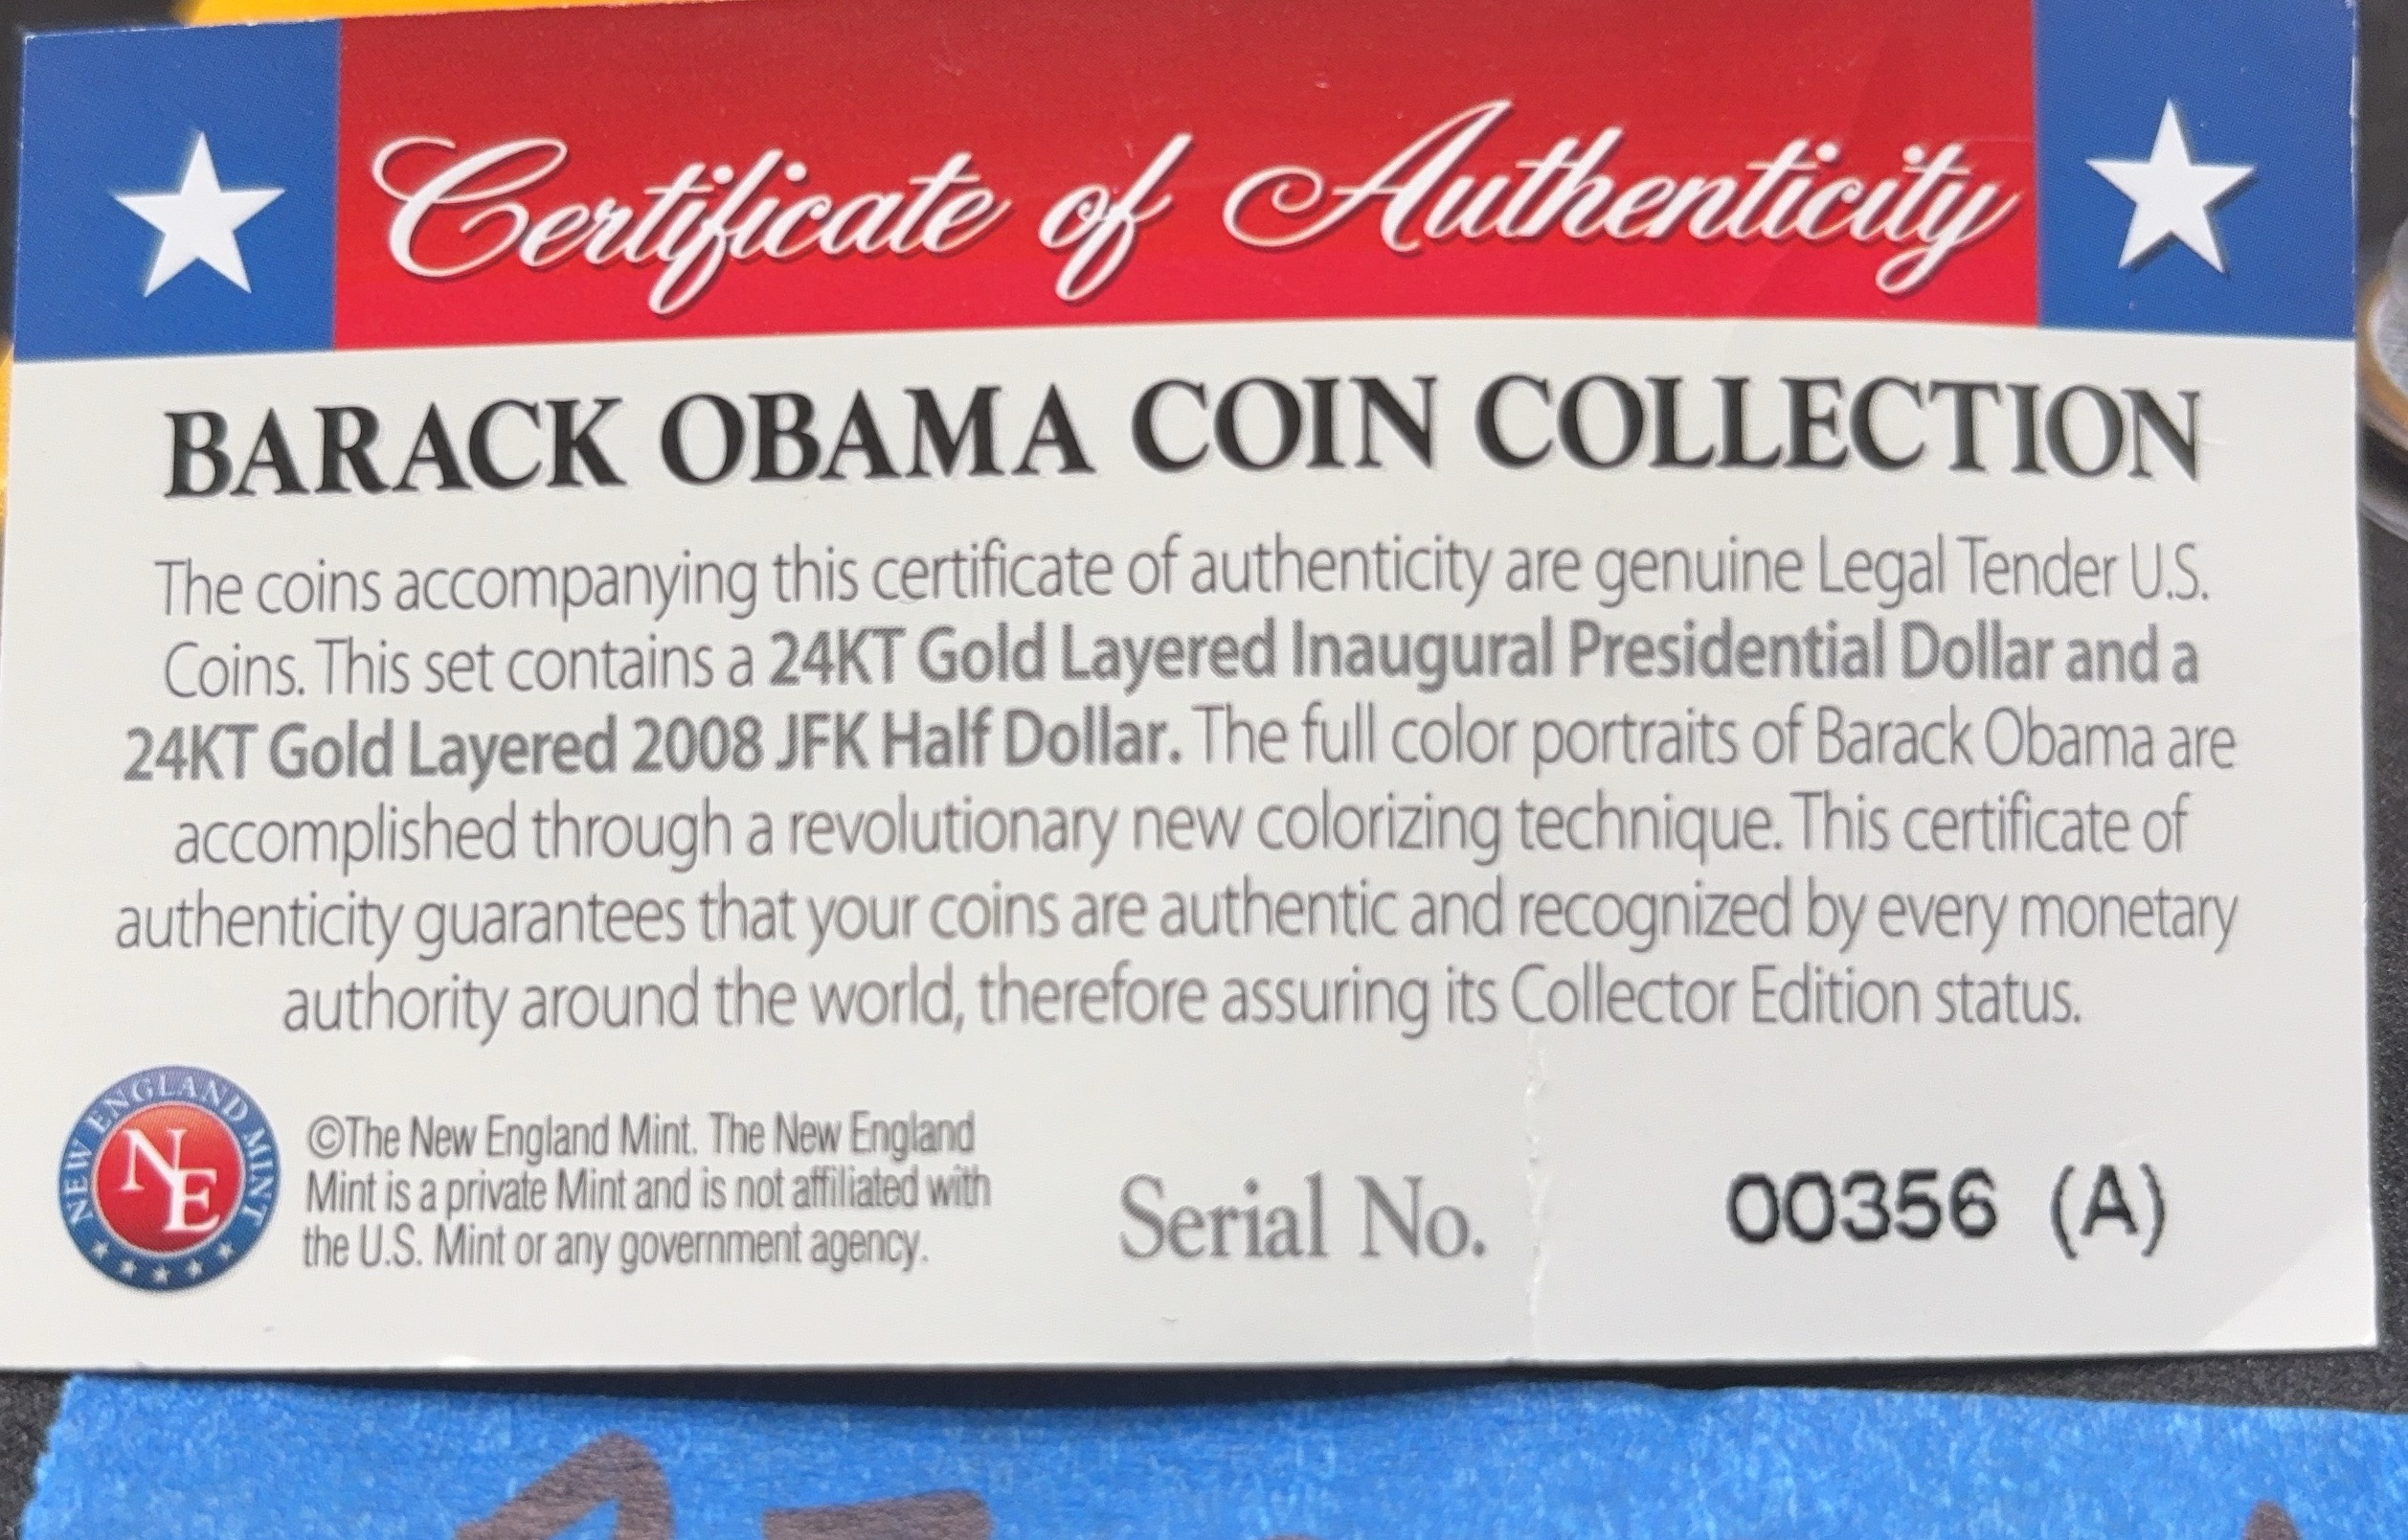 Certificate of Authenticity
BARACK OBAMA COIN COLLECTION
The coins accompanying this certificate of authenticity are genuine Legal Tender U.S.
Coins. This set contains a 24KT Gold Layered Inaugural Presidential Dollar and a
24KT Gold Layered 2008 JFK Half Dollar. The full color portraits of Barack Obama are
accomplished through a revolutionary new colorizing technique. This certificate of
authenticity guarantees that your coins are authentic and recognized by every monetary
authority around the world, therefore assuring its Collector Edition status.
NEW ENGLAND MINT
NE
©The New England Mint. The New England
Mint is a private Mint and is not affiliated with
the U.S. Mint or any government agency.
Serial No. 00356 (A)